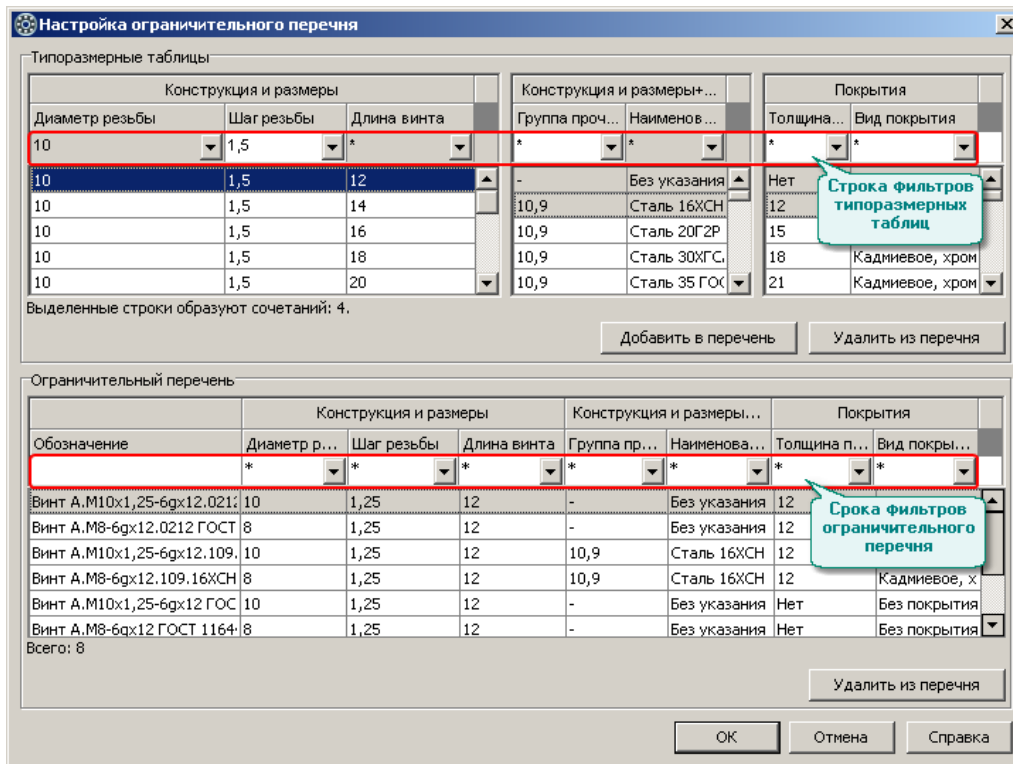 Настройка ограничительного перечня
Типоразмерные таблицы
Конструкция и размеры Конструкция и размеры+... Покрытия
Диаметр резьбы Шаг резьбы Длина винта Группа проч... Наименов... Толщина... Вид покрытия
10 1,5 * * * * *
10 1,5 12 - Без указания Нет
10 1,5 14 10,9 Сталь 16ХСН 12
10 1,5 16 10,9 Сталь 20Г2Р 15
10 1,5 18 10,9 Сталь 30ХГС. 18 Кадмиевое, хром
10 1,5 20 10,9 Сталь 35 ГОС 21 Кадмиевое, хром
Строка фильтров
типоразмерных
таблиц
Выделенные строки образуют сочетаний: 4.
Добавить в перечень Удалить из перечня
Ограничительный перечень
Конструкция и размеры Конструкция и размеры... Покрытия
Обозначение Диаметр р... Шаг резьбы Длина винта Группа пр... Наименова... Толщина п... Вид покры...
* * * * * * *
Винт А.М10х1,25-6gх12.0212 10 1,25 12 - Без указания 12
Винт А.М8-6gх12.0212 ГОСТ 8 1,25 12 - Без указания 12
Винт А.М10х1,25-6gх12.109. 10 1,25 12 10,9 Сталь 16ХСН 12
Винт А.М8-6gх12.109.16ХСН 8 1,25 12 10,9 Сталь 16ХСН 12 Кадмиевое, х
Винт А.М10х1,25-6gх12 ГОС 10 1,25 12 - Без указания Нет Без покрытия
Винт А.М8-6gх12 ГОСТ 1164 8 1,25 12 - Без указания Нет Без покрытия
Срока фильтров
ограничительного
перечня
Всего: 8
Удалить из перечня
ОК Отмена Справка